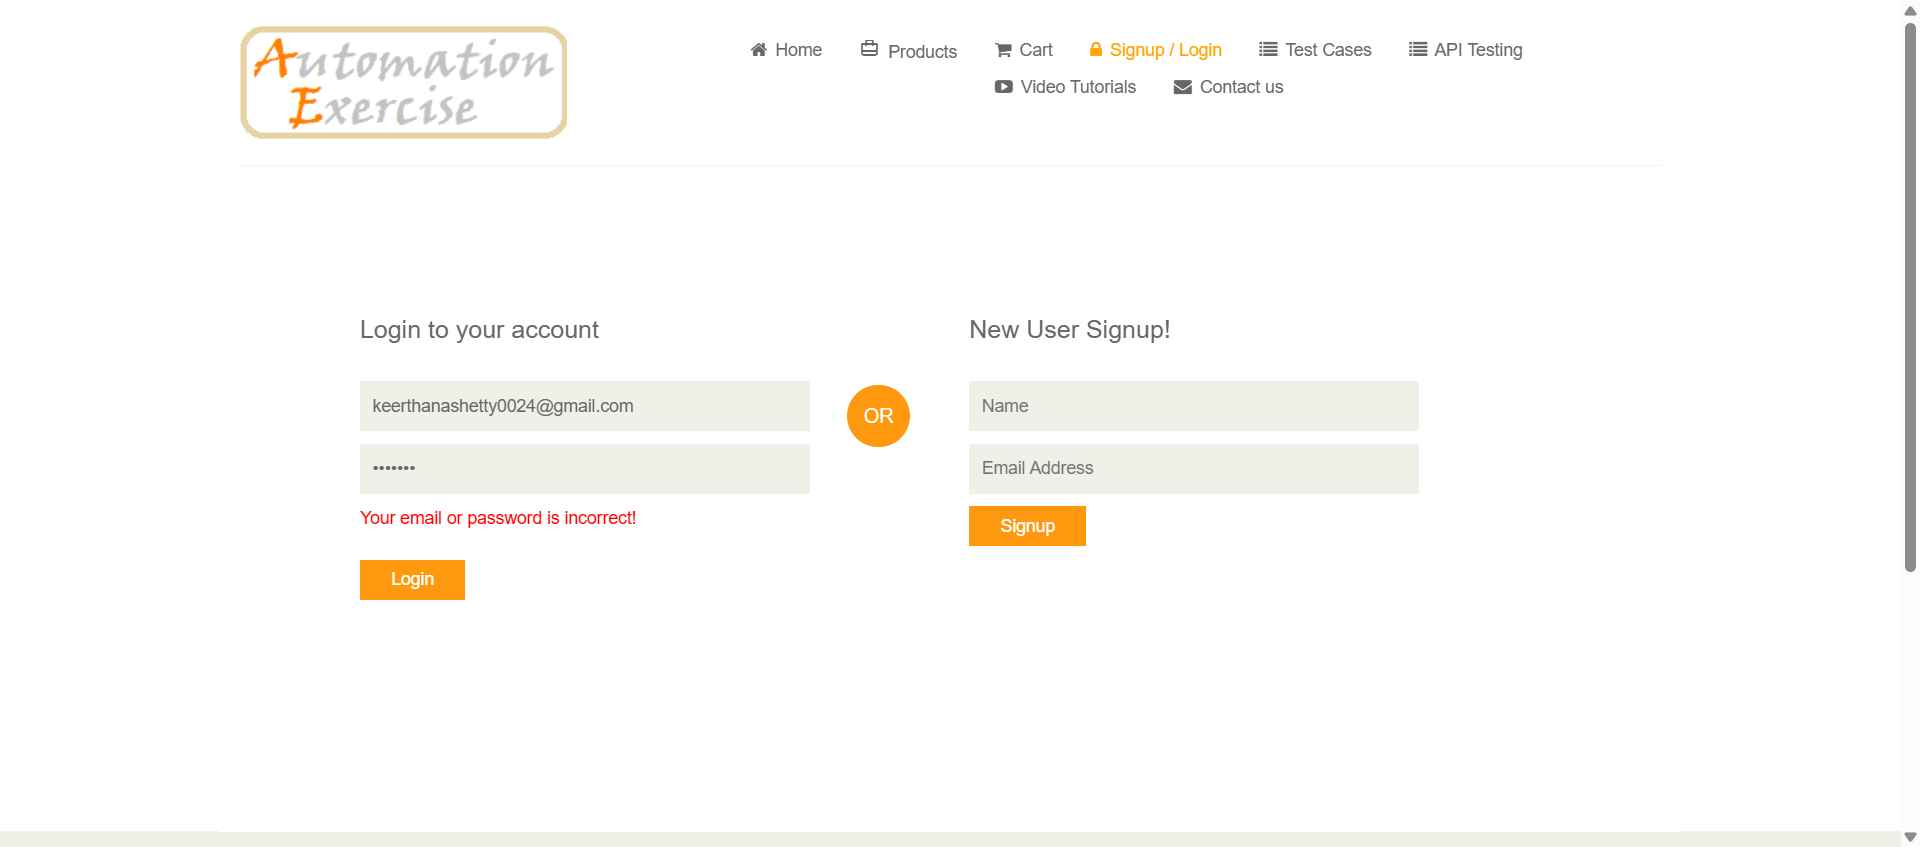 Automation
Exercise
Home Products Cart Signup / Login Test Cases API Testing
Video Tutorials Contact us
Login to your account
keerthanashetty0024@gmail.com
•••••••
Your email or password is incorrect!
Login
OR
New User Signup!
Name
Email Address
Signup